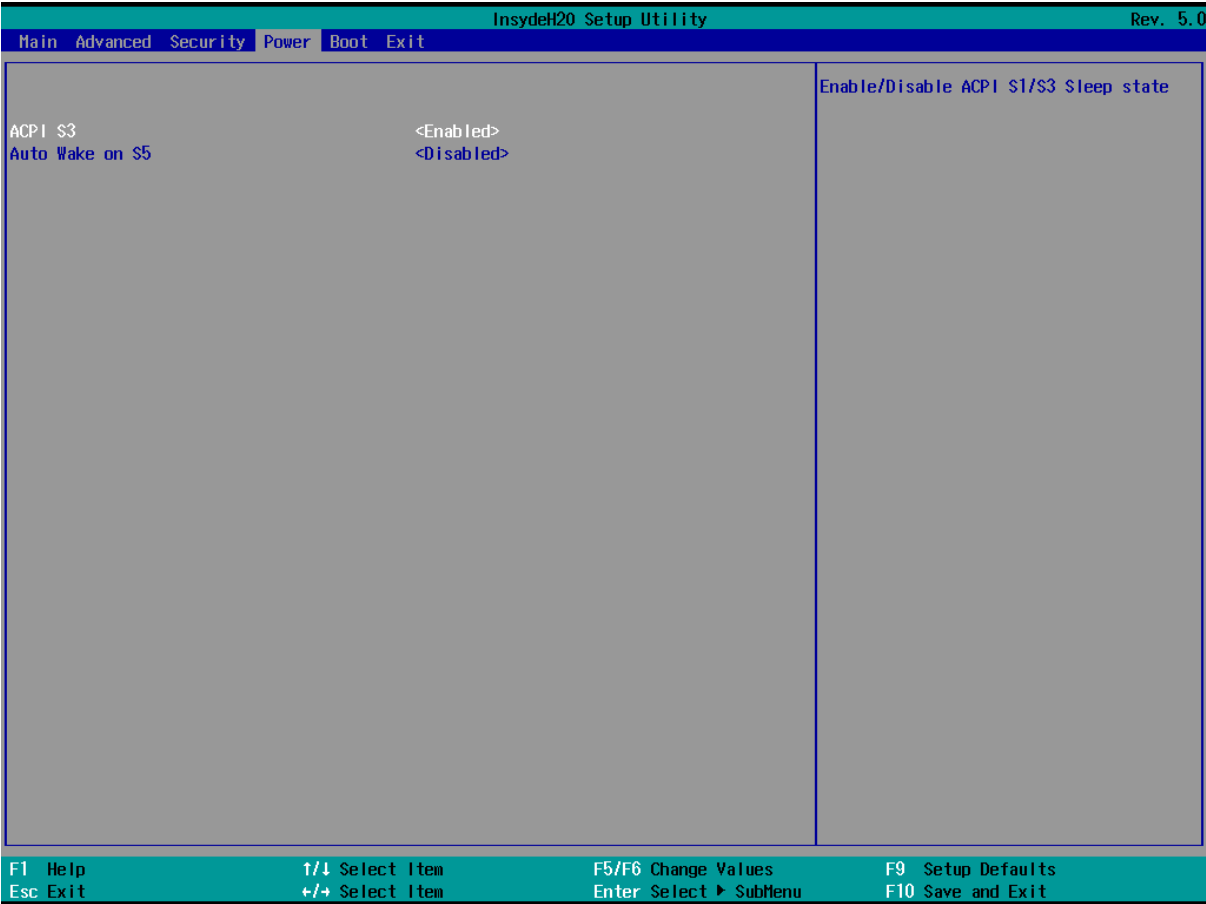 InsydeH20 Setup Utility Rev. 5.0
Main Advanced Security Power Boot Exit
Enable/Disable ACPI S1/S3 Sleep state
ACPI S3 <Enabled>
Auto Wake on S5 <Disabled>
F1 Help ↑/↓ Select Item F5/F6 Change Values F9 Setup Defaults
Esc Exit ←/→ Select Item Enter Select ▶ SubMenu F10 Save and Exit